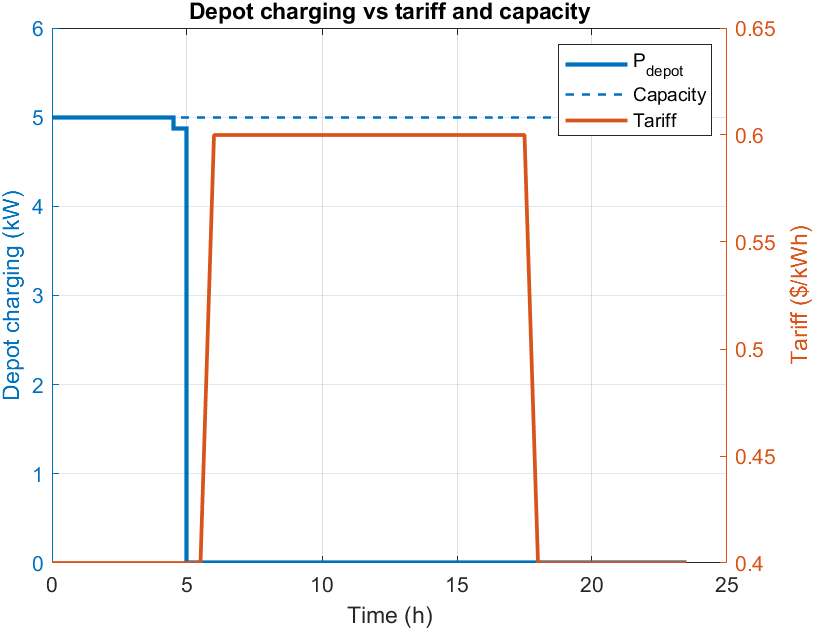 Depot charging vs tariff and capacity
6
5
4
3
2
1
0
Depot charging (kW)
0.65
0.6
0.55
0.5
0.45
0.4
Tariff ($/kWh)
P_depot
Capacity
Tariff
0 5 10 15 20 25
Time (h)